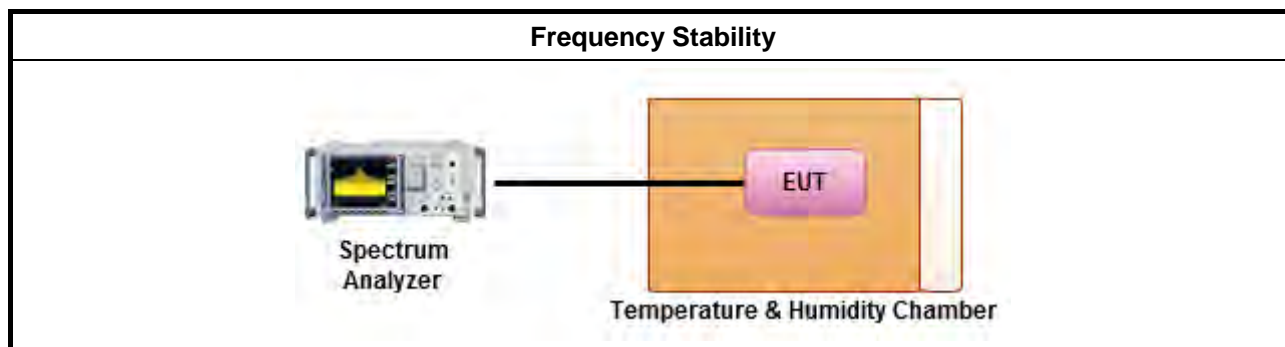 Frequency Stability
EUT
Spectrum
Analyzer
Temperature & Humidity Chamber